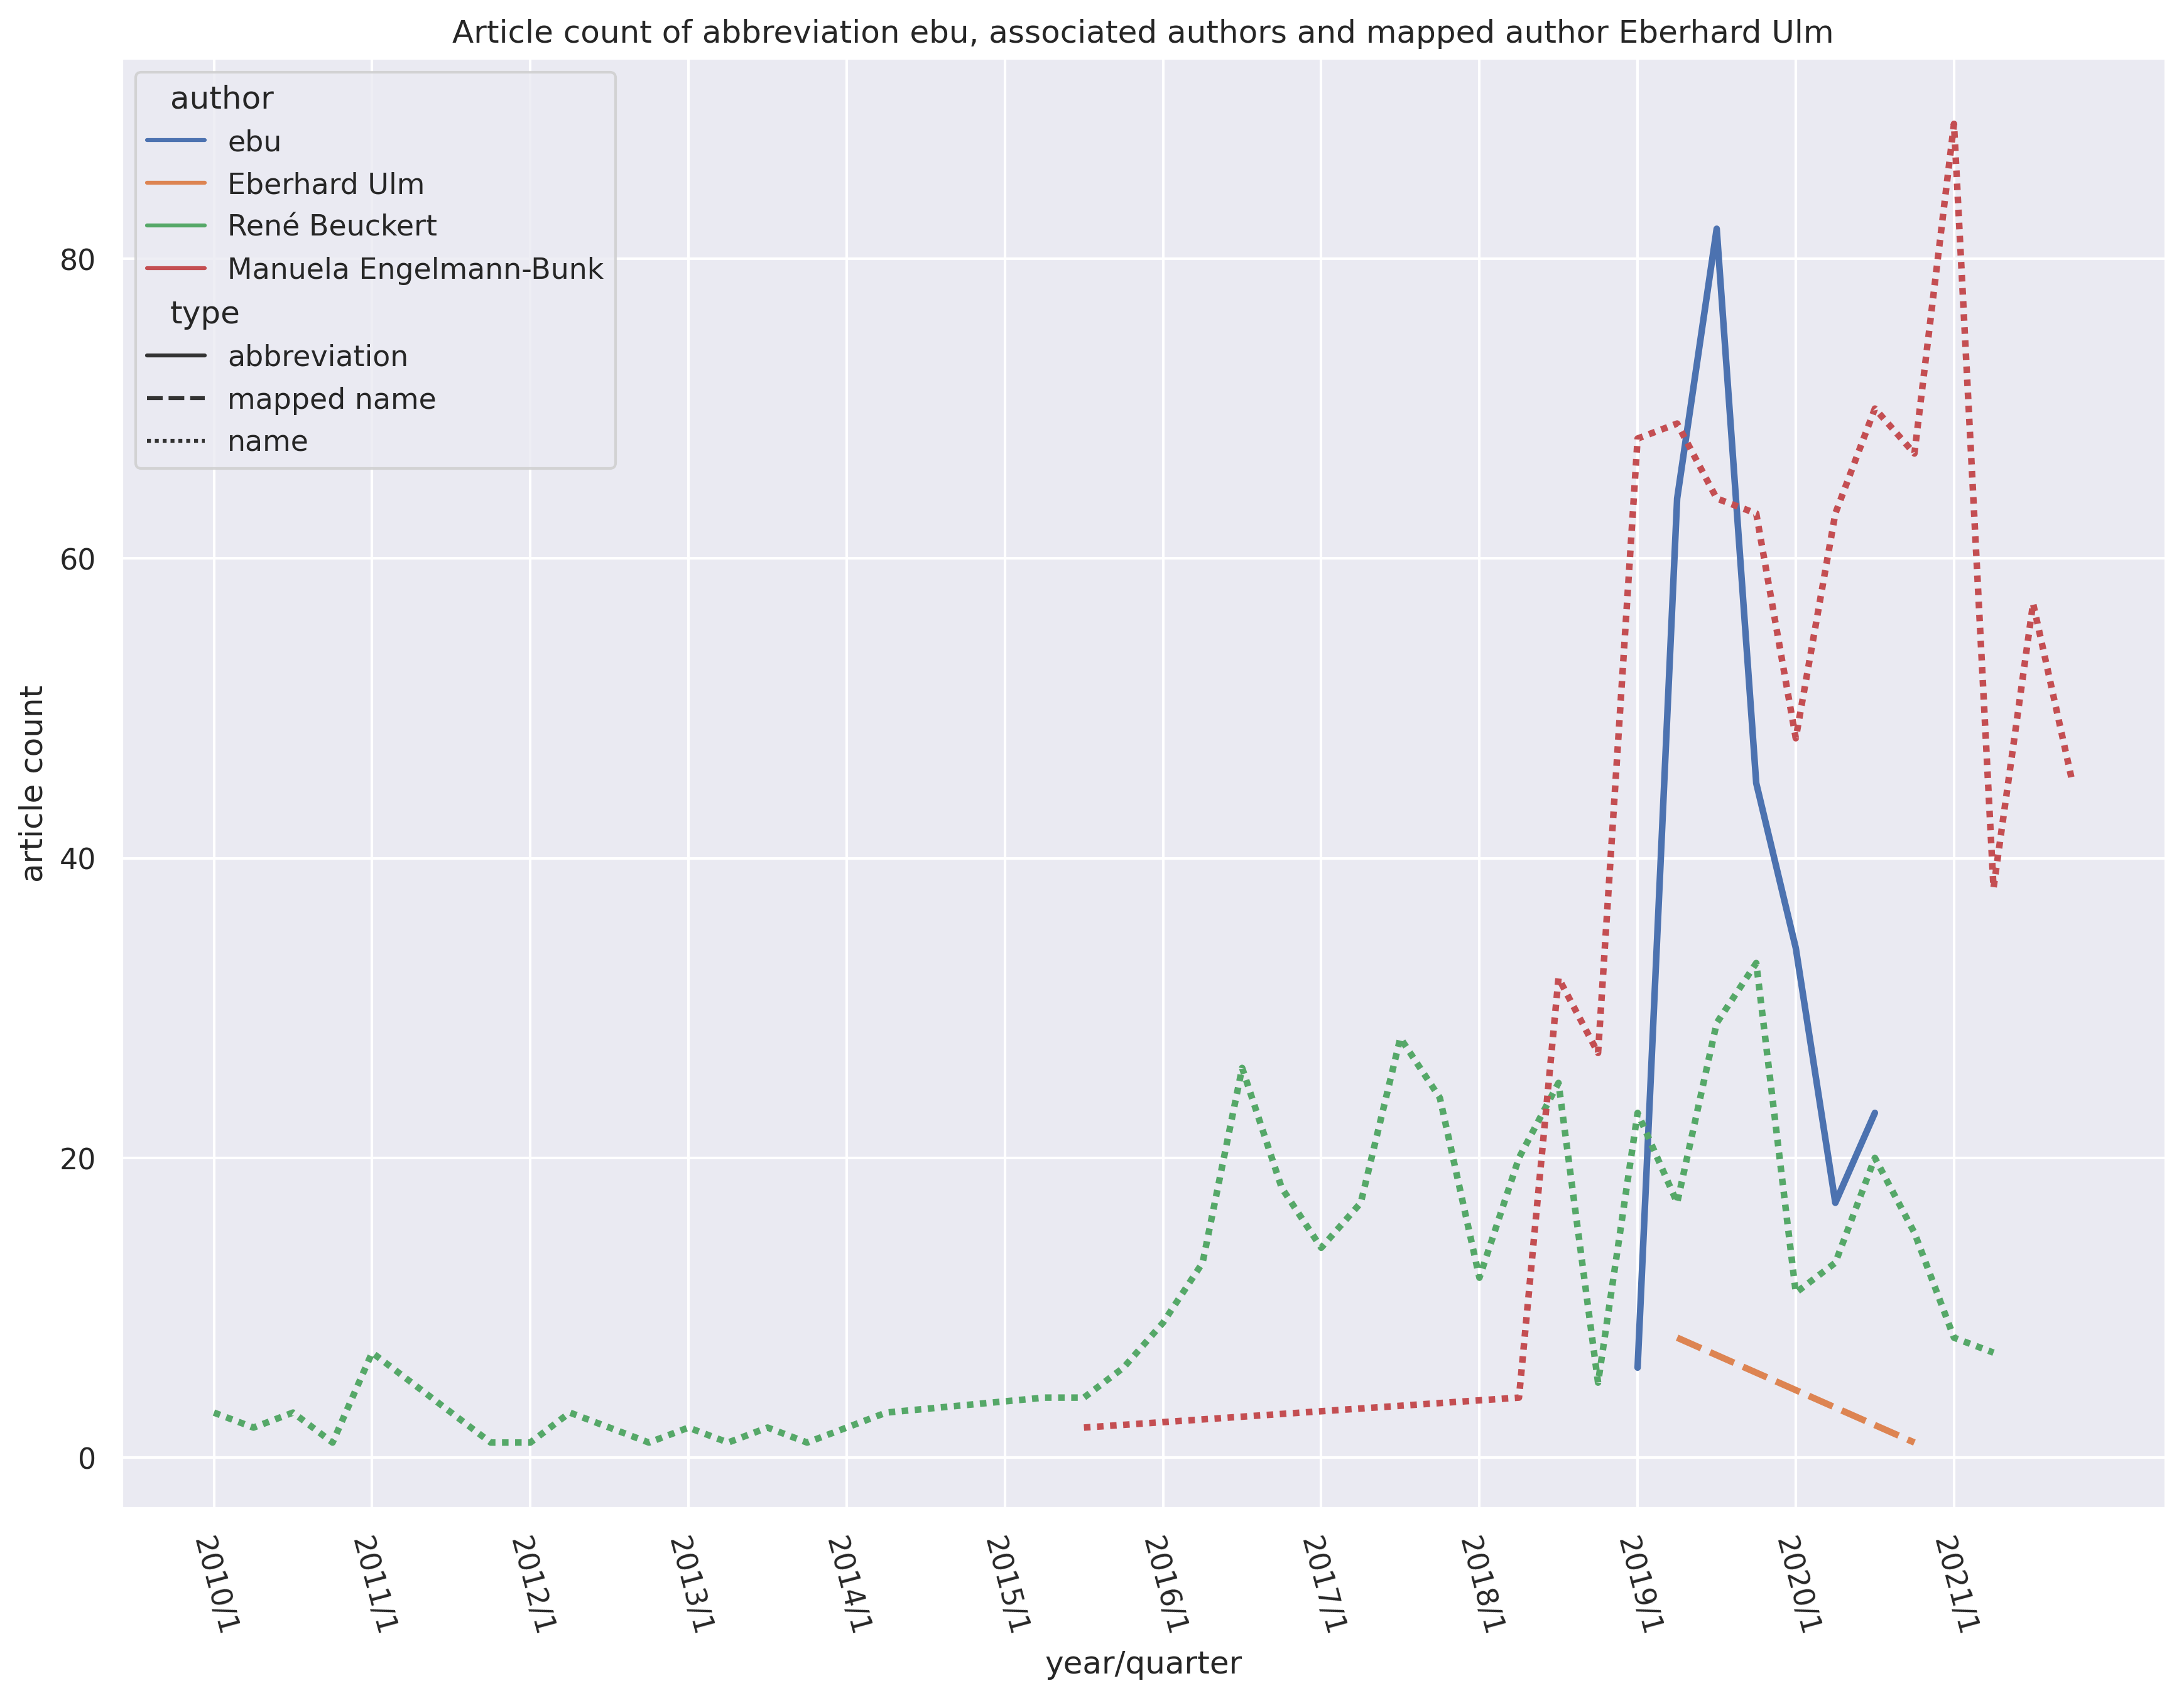 Article count of abbreviation ebu, associated authors and mapped author Eberhard Ulm
author
ebu
Eberhard Ulm
René Beuckert
Manuela Engelmann-Bunk
type
abbreviation
mapped name
name
article count
80
60
40
20
0
2010/1
2011/1
2012/1
2013/1
2014/1
2015/1
2016/1
2017/1
2018/1
2019/1
2020/1
2021/1
year/quarter